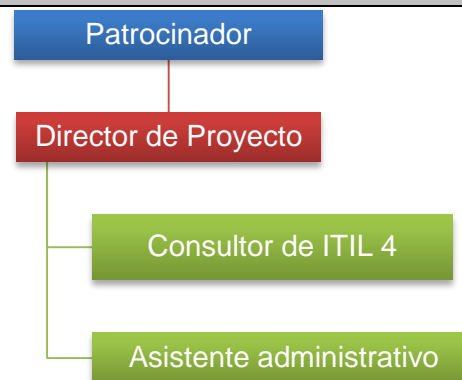 Patrocinador
Director de Proyecto
Consultor de ITIL 4
Asistente administrativo